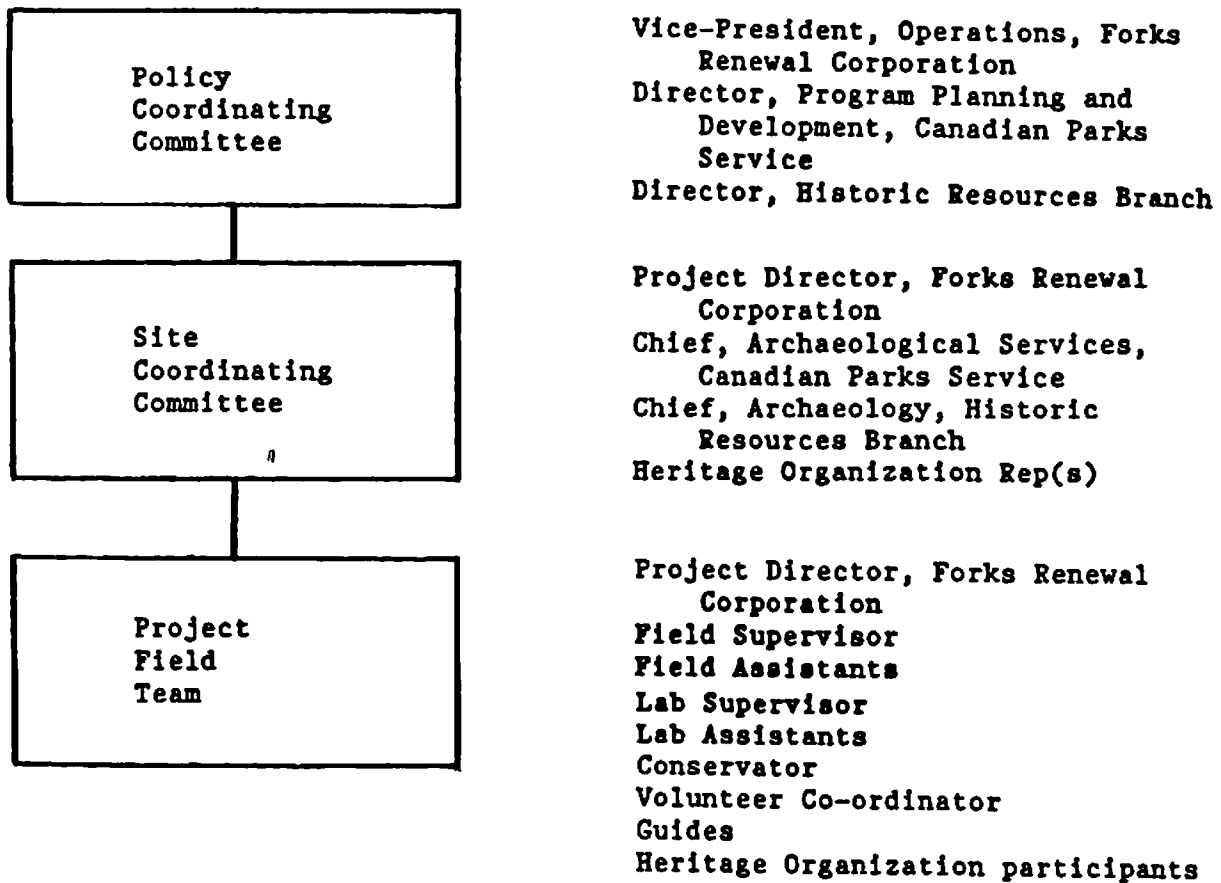 Policy
Coordinating
Committee
Vice-President, Operations, Forks
Renewal Corporation
Director, Program Planning and
Development, Canadian Parks
Service
Director, Historic Resources Branch
Site
Coordinating
Committee
Project Director, Forks Renewal
Corporation
Chief, Archaeological Services,
Canadian Parks Service
Chief, Archaeology, Historic
Resources Branch
Heritage Organization Rep(s)
Project
Field
Team
Project Director, Forks Renewal
Corporation
Field Supervisor
Field Assistants
Lab Supervisor
Lab Assistants
Conservator
Volunteer Co-ordinator
Guides
Heritage Organization participants